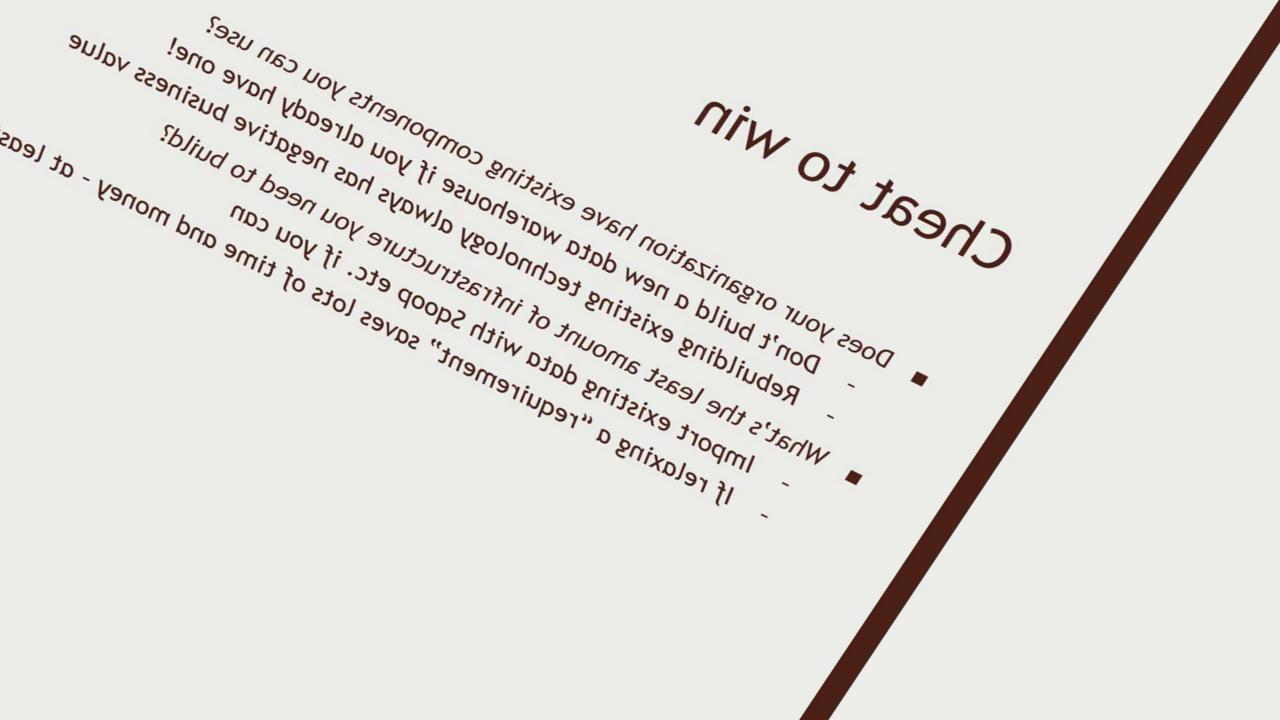 Cheat to win
▪ Does your organization have existing components you can use?
- Don't build a new data warehouse if you already have one!
- Rebuilding existing technology always has negative business value
▪ What's the least amount of infrastructure you need to build?
- Import existing data with Sqoop etc. if you can
- If relaxing a “requirement” saves lots of time and money - at least